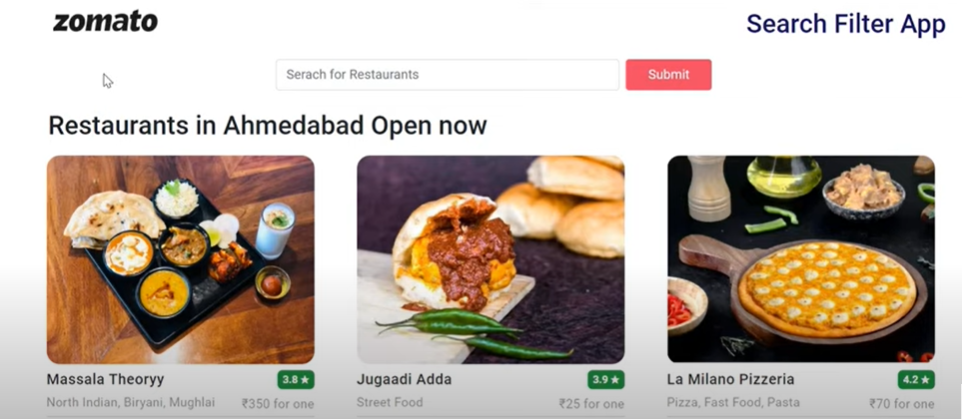 zomato
Search Filter App
Serach for Restaurants
Submit
Restaurants in Ahmedabad Open now
Massala Theoryy
3.8 ★
North Indian, Biryani, Mughlai
₹350 for one
Jugaadi Adda
3.9 ★
Street Food
₹25 for one
La Milano Pizzeria
4.2 ★
Pizza, Fast Food, Pasta
₹70 for one